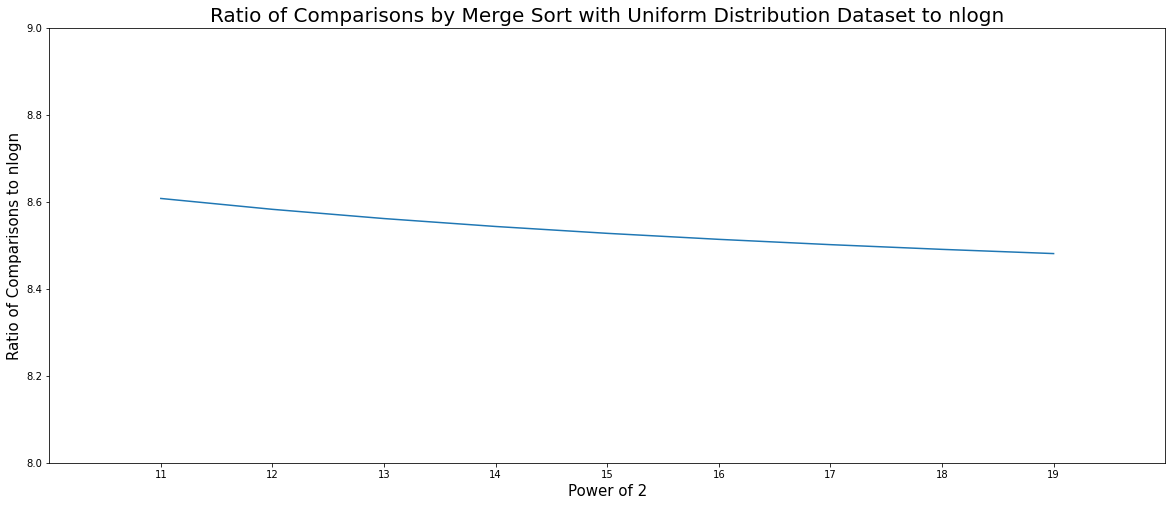 Ratio of Comparisons by Merge Sort with Uniform Distribution Dataset to nlogn
Ratio of Comparisons to nlogn
9.0
8.8
8.6
8.4
8.2
8.0
11 12 13 14 15 16 17 18 19
Power of 2